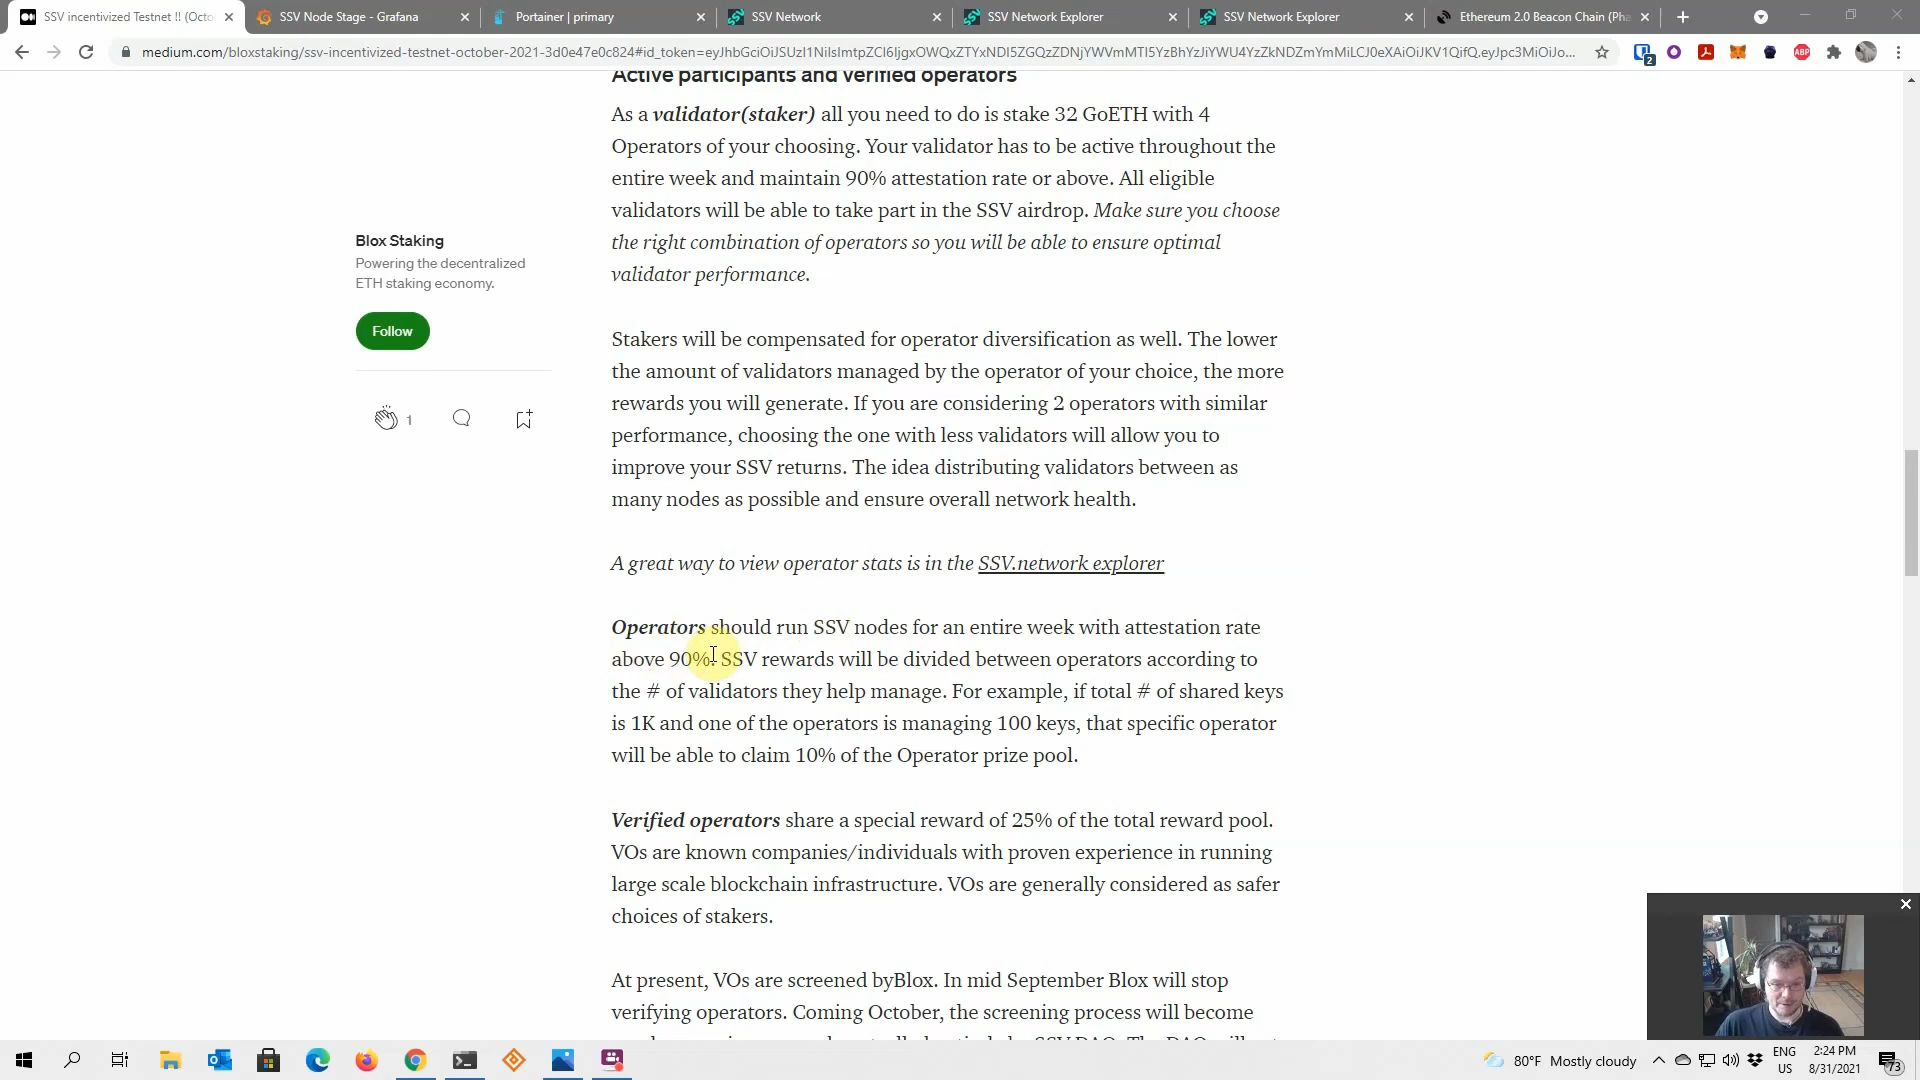 SSV incentivized Testnet !! (Octo
SSV Node Stage - Grafana
Portainer | primary
SSV Network
SSV Network Explorer
SSV Network Explorer
Ethereum 2.0 Beacon Chain (Pha
medium.com/bloxstaking/ssv-incentivized-testnet-october-2021-3d0e47e0c824#id_token=
2
ABP
Active participants and verified operators
As a validator(staker) all you need to do is stake 32 GoETH with 4
Operators of your choosing. Your validator has to be active throughout the
entire week and maintain 90% attestation rate or above. All eligible
validators will be able to take part in the SSV airdrop. Make sure you choose
the right combination of operators so you will be able to ensure optimal
validator performance.
Blox Staking
Powering the decentralized
ETH staking economy.
Follow
1
Stakers will be compensated for operator diversification as well. The lower
the amount of validators managed by the operator of your choice, the more
rewards you will generate. If you are considering 2 operators with similar
performance, choosing the one with less validators will allow you to
improve your SSV returns. The idea distributing validators between as
many nodes as possible and ensure overall network health.
A great way to view operator stats is in the SSV.network explorer
Operators should run SSV nodes for an entire week with attestation rate
above 90%. SSV rewards will be divided between operators according to
the # of validators they help manage. For example, if total # of shared keys
is 1K and one of the operators is managing 100 keys, that specific operator
will be able to claim 10% of the Operator prize pool.
Verified operators share a special reward of 25% of the total reward pool.
VOs are known companies/individuals with proven experience in running
large scale blockchain infrastructure. VOs are generally considered as safer
choices of stakers.
At present, VOs are screened byBlox. In mid September Blox will stop
verifying operators. Coming October, the screening process will become
80°F Mostly cloudy
ENG
US
2:24 PM
8/31/2021
73